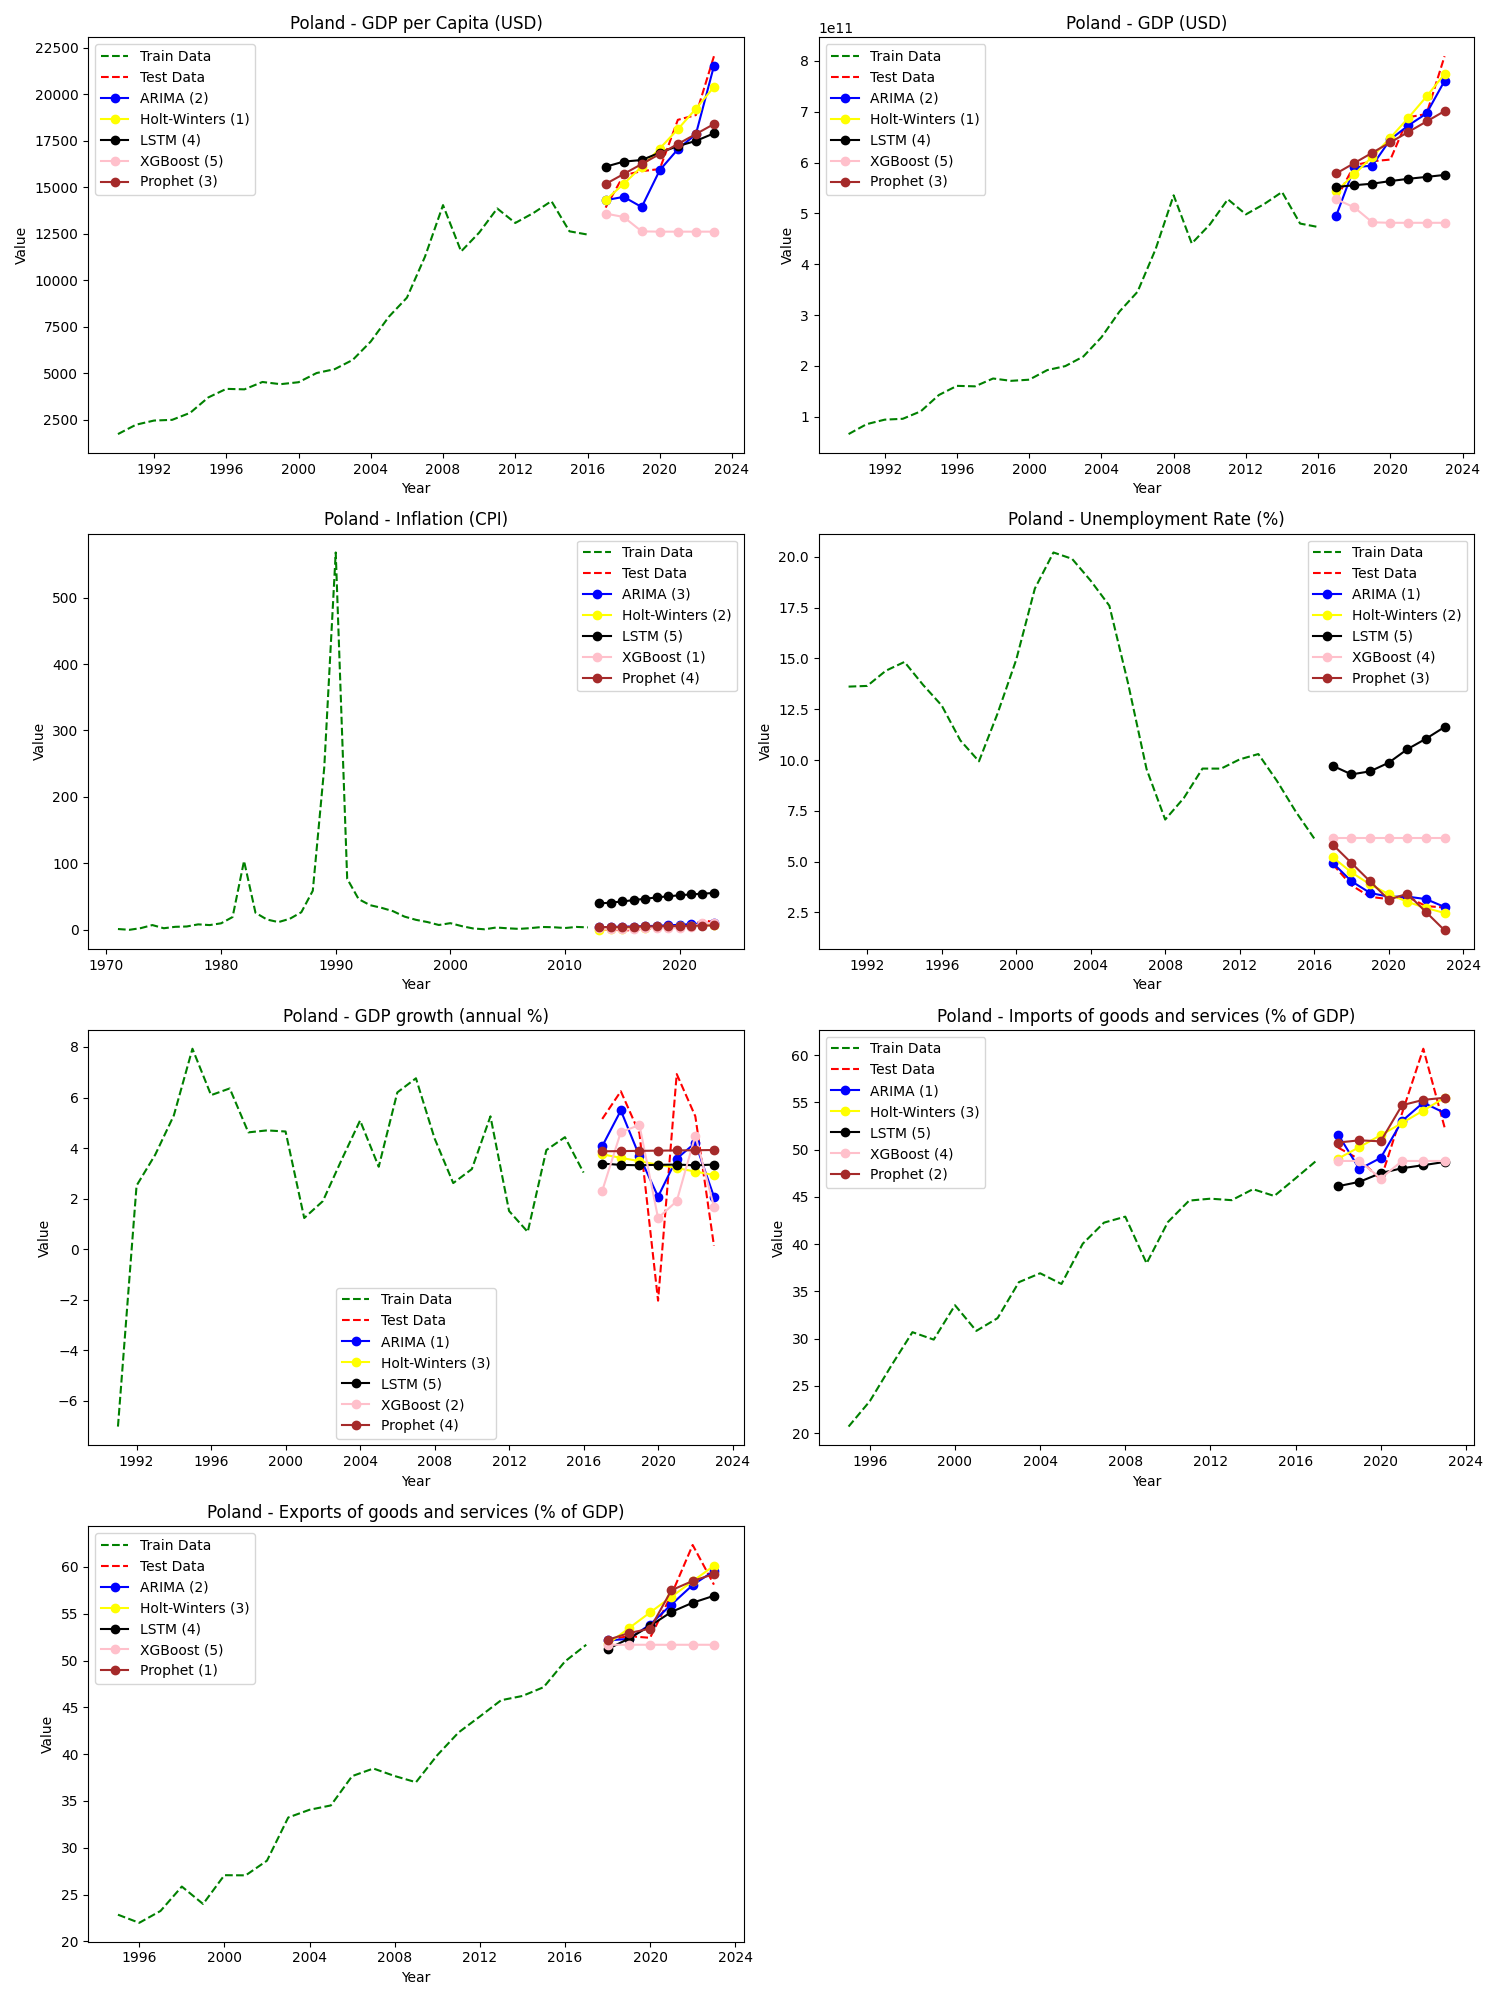 Poland - GDP per Capita (USD)
22500
20000
17500
15000
12500
10000
7500
5000
2500
Value
1992 1996 2000 2004 2008 2012 2016 2020 2024
Year
Train Data
Test Data
ARIMA (2)
Holt-Winters (1)
LSTM (4)
XGBoost (5)
Prophet (3)
Poland - GDP (USD)
1e11
8
7
6
5
4
3
2
1
Value
1992 1996 2000 2004 2008 2012 2016 2020 2024
Year
Train Data
Test Data
ARIMA (2)
Holt-Winters (1)
LSTM (4)
XGBoost (5)
Prophet (3)
Poland - Inflation (CPI)
500
400
300
200
100
0
Value
1970 1980 1990 2000 2010 2020
Year
Train Data
Test Data
ARIMA (3)
Holt-Winters (2)
LSTM (5)
XGBoost (1)
Prophet (4)
Poland - Unemployment Rate (%)
20.0
17.5
15.0
12.5
10.0
7.5
5.0
2.5
Value
1992 1996 2000 2004 2008 2012 2016 2020 2024
Year
Train Data
Test Data
ARIMA (1)
Holt-Winters (2)
LSTM (5)
XGBoost (4)
Prophet (3)
Poland - GDP growth (annual %)
8
6
4
2
0
−2
−4
−6
Value
1992 1996 2000 2004 2008 2012 2016 2020 2024
Year
Train Data
Test Data
ARIMA (1)
Holt-Winters (3)
LSTM (5)
XGBoost (2)
Prophet (4)
Poland - Imports of goods and services (% of GDP)
60
55
50
45
40
35
30
25
20
Value
1996 2000 2004 2008 2012 2016 2020 2024
Year
Train Data
Test Data
ARIMA (1)
Holt-Winters (3)
LSTM (5)
XGBoost (4)
Prophet (2)
Poland - Exports of goods and services (% of GDP)
60
55
50
45
40
35
30
25
20
Value
1996 2000 2004 2008 2012 2016 2020 2024
Year
Train Data
Test Data
ARIMA (2)
Holt-Winters (3)
LSTM (4)
XGBoost (5)
Prophet (1)